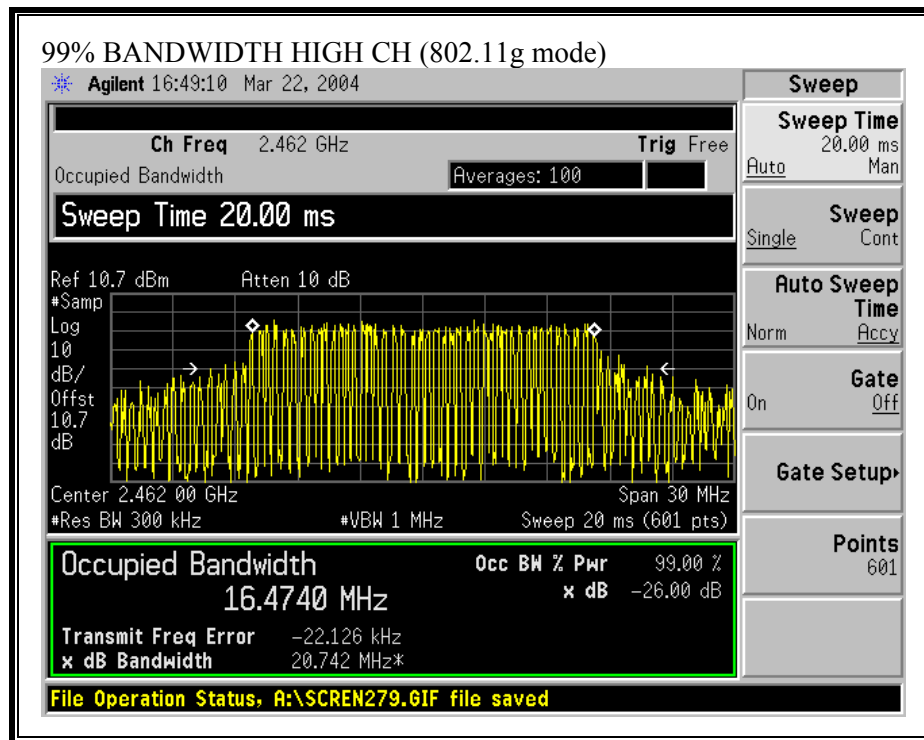 99% BANDWIDTH HIGH CH (802.11g mode)
Agilent 16:49:10 Mar 22, 2004
Ch Freq 2.462 GHz Trig Free
Occupied Bandwidth Averages: 100
Sweep Time 20.00 ms
Ref 10.7 dBm Atten 10 dB
#Samp
Log
10
dB/
Offst
10.7
dB
Center 2.462 00 GHz Span 30 MHz
#Res BW 300 kHz #VBW 1 MHz Sweep 20 ms (601 pts)
Occupied Bandwidth Occ BW % Pwr 99.00 %
16.4740 MHz x dB -26.00 dB
Transmit Freq Error -22.126 kHz
x dB Bandwidth 20.742 MHz*
File Operation Status, A:\SCREN279.GIF file saved
Sweep
Sweep Time
20.00 ms
Auto Man
Sweep
Single Cont
Auto Sweep
Time
Norm Accy
Gate
On Off
Gate Setup▸
Points
601